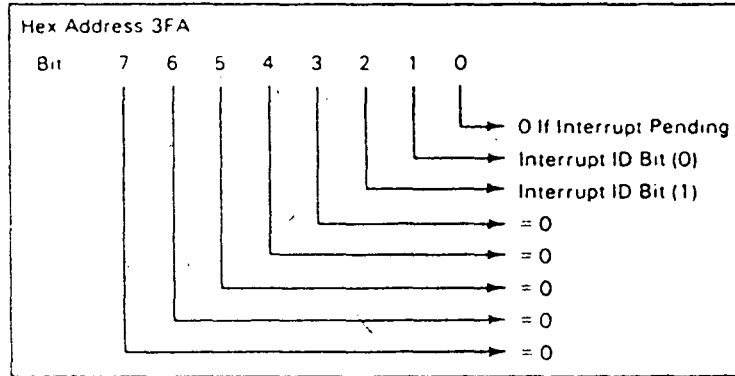 Hex Address 3FA
Bit 7 6 5 4 3 2 1 0
0 If Interrupt Pending
Interrupt ID Bit (0)
Interrupt ID Bit (1)
= 0
= 0
= 0
= 0
= 0